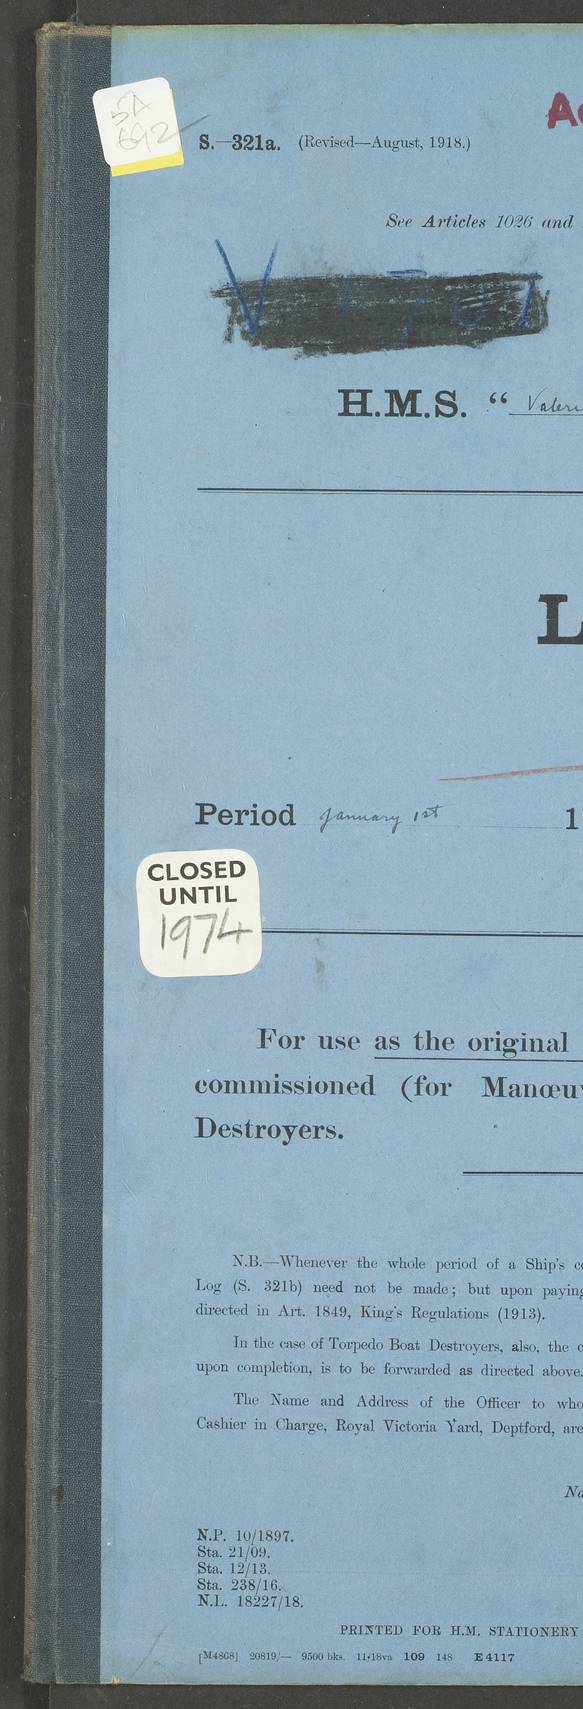 5A
692
S.—321a. (Revised—August, 1918.)
See Articles 1026 and
H.M.S. "
Period January 1st 1
CLOSED
UNTIL
1974
For use as the original
commissioned (for
Destroyers.
N.B.—Whenever the whole period of a Ship's
Log (S. 321b) need not be made; but upon paying
directed in Art. 1849, King's Regulations (1913).
In the case of Torpedo Boat Destroyers, also, the
upon completion, is to be forwarded as directed above.
The Name and Address of the Officer to
Cashier in Charge, Royal Victoria Yard, Deptford, are
N.P. 10/1897.
Sta. 21/09.
Sta. 12/13.
Sta. 238/16.
N.L. 18227/18.
PRINTED FOR H.M. STATIONERY
[M4868] 20819/— 9500 bks. 11/18va 109 148 E4117